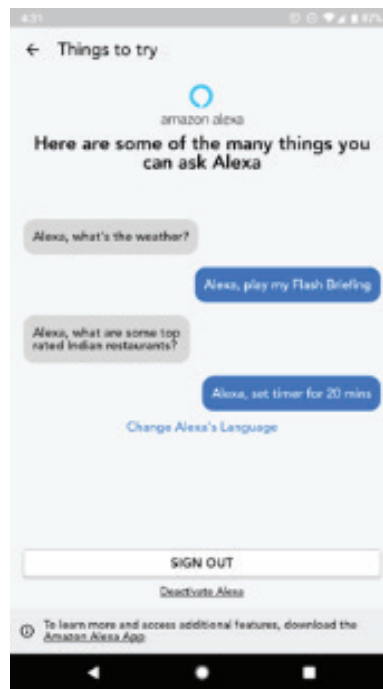 4:31
Things to try
amazon alexa
Here are some of the many things you
can ask Alexa
Alexa, what's the weather?
Alexa, play my Flash Briefing
Alexa, what are some top
rated Indian restaurants?
Alexa, set timer for 20 mins
Change Alexa's Language
SIGN OUT
Deactivate Alexa
To learn more and access additional features, download the
Amazon Alexa App